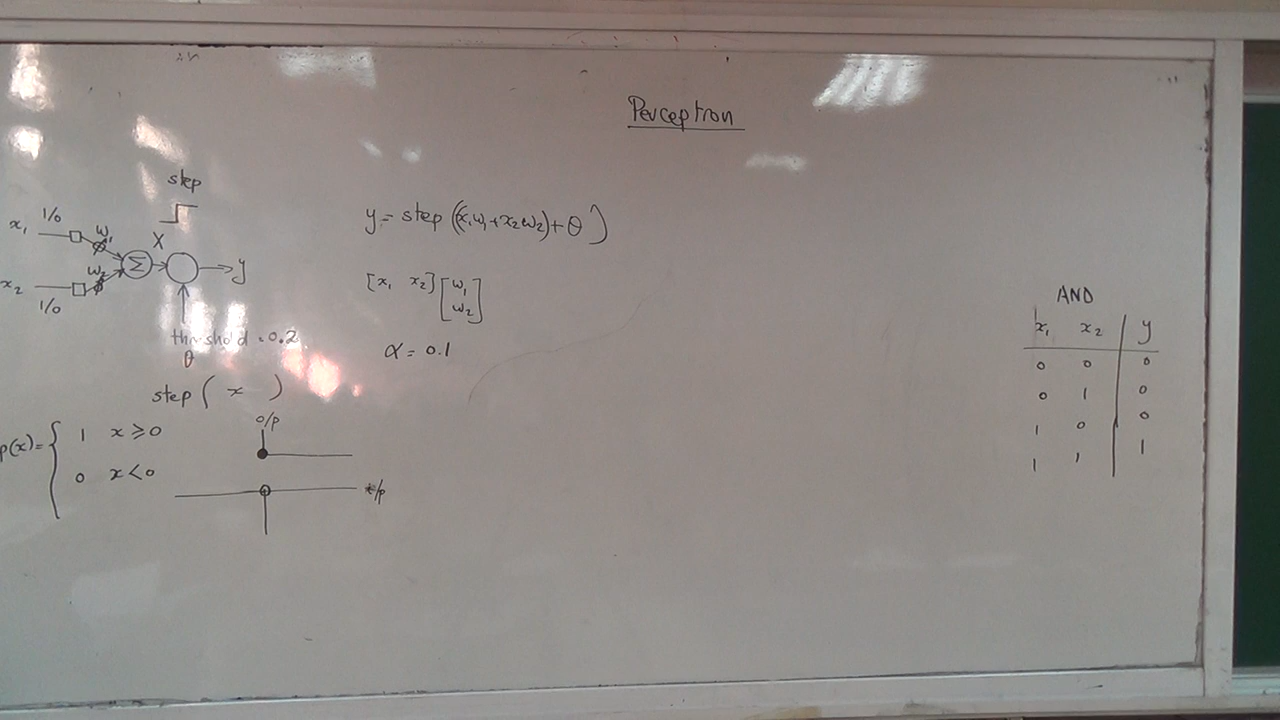 Perceptron
step
x₁ 1/0 w₁
X
Σ y
x₂ 1/0 w₂
threshold = 0.2
θ
y = step ((x₁w₁+x₂w₂)+θ)
[x₁ x₂] [w₁
w₂]
α = 0.1
step ( x )
p(x) = { 1 x ≥ 0
0 x < 0
o/p
AND
x₁ x₂ y
0 0 0
0 1 0
1 0 0
1 1 1